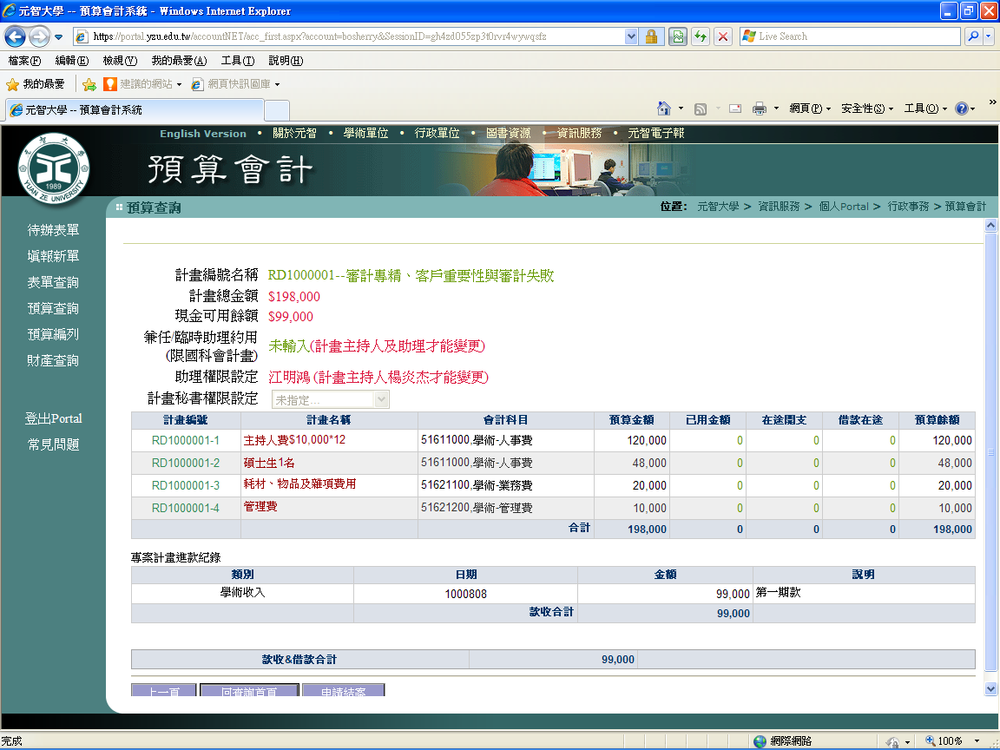 元智大學 -- 預算會計系統 - Windows Internet Explorer
https://portal.yzu.edu.tw/accountNET/acc_first.aspx?account=bosherry&SessionID=gh4zd055zp3t0rvr4wywqsfz
Live Search
檔案(F) 編輯(E) 檢視(V) 我的最愛(A) 工具(T) 說明(H)
我的最愛 建議的網站 網頁快訊圖庫
元智大學 -- 預算會計系統
網頁(P) 安全性(S) 工具(O)
English Version • 關於元智 • 學術單位 • 行政單位 • 圖書資源 • 資訊服務 • 元智電子報
預算會計
元智大學
1989
YUAN ZE UNIVERSITY
預算查詢
位置: 元智大學 > 資訊服務 > 個人Portal > 行政事務 > 預算會計
待辦表單
填報新單
表單查詢
預算查詢
預算編列
財產查詢
登出Portal
常見問題
計畫編號名稱 RD1000001--審計專精、客戶重要性與審計失敗
計畫總金額 $198,000
現金可用餘額 $99,000
兼任/臨時助理約用
(限國科會計畫) 未輸入(計畫主持人及助理才能變更)
助理權限設定 江明鴻 (計畫主持人楊炎杰才能變更)
計畫秘書權限設定 未指定...
計畫編號 計畫名稱 會計科目 預算金額 已用金額 在途開支 借款在途 預算餘額
RD1000001-1 主持人費$10,000*12 51611000,學術-人事費 120,000 0 0 0 120,000
RD1000001-2 碩士生1名 51611000,學術-人事費 48,000 0 0 0 48,000
RD1000001-3 耗材、物品及雜項費用 51621100,學術-業務費 20,000 0 0 0 20,000
RD1000001-4 管理費 51621200,學術-管理費 10,000 0 0 0 10,000
合計 198,000 0 0 0 198,000
專案計畫進款紀錄
類別 日期 金額 說明
學術收入 1000808 99,000 第一期款
款收合計 99,000
款收&借款合計 99,000
上一頁 回查詢首頁 申請結案
完成
網際網路
100%